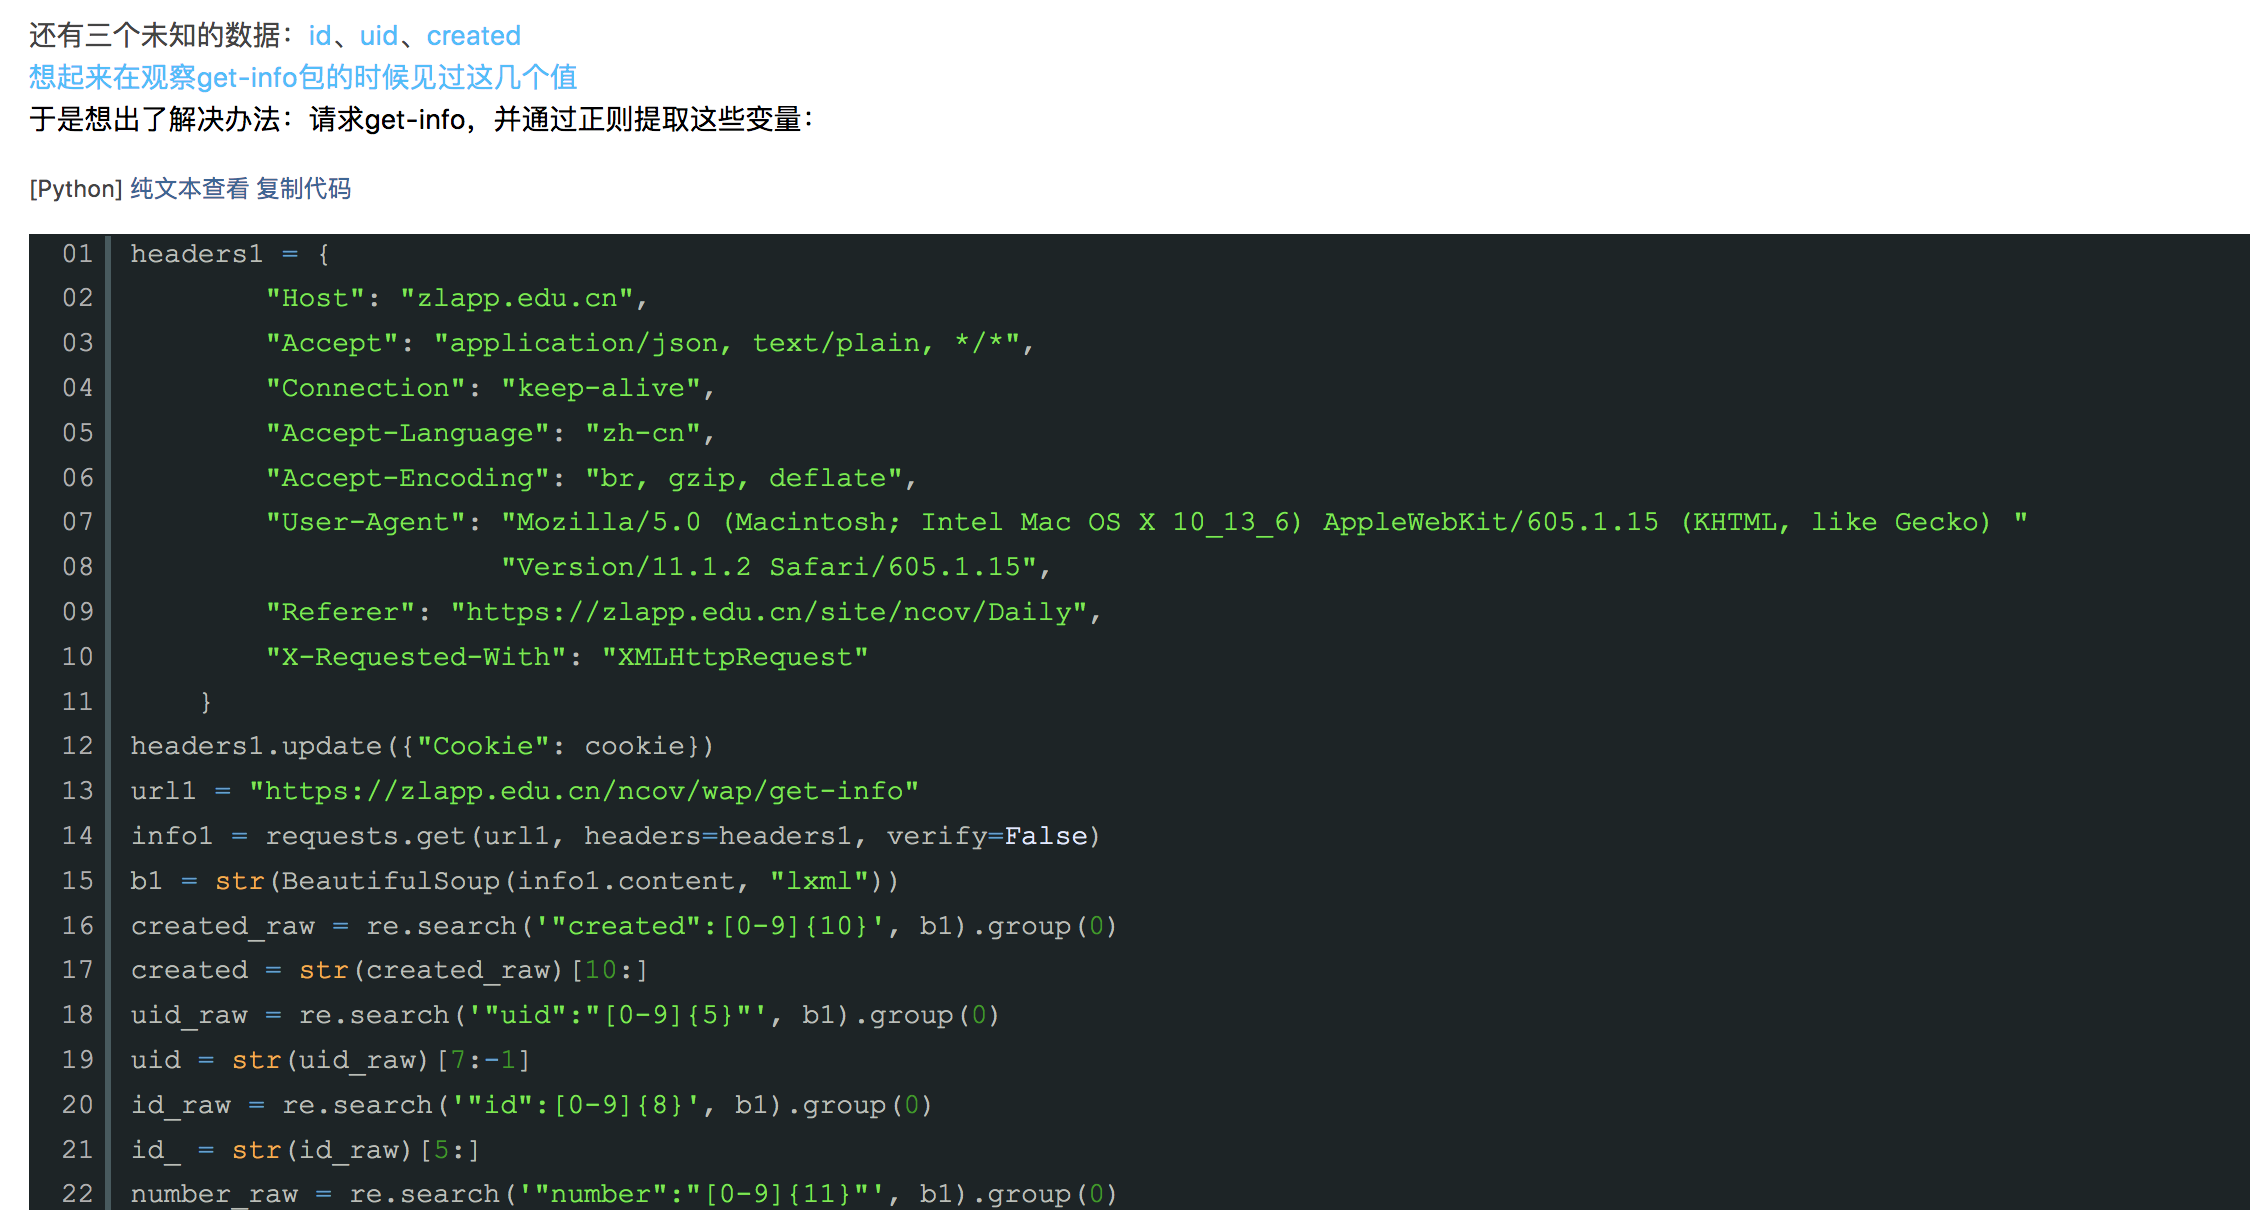 还有三个未知的数据：id、uid、created
想起来在观察get-info包的时候见过这几个值
于是想出了解决办法：请求get-info，并通过正则提取这些变量：
[Python] 纯文本查看 复制代码
01 headers1 = {
02         "Host": "zlapp.edu.cn",
03         "Accept": "application/json, text/plain, */*",
04         "Connection": "keep-alive",
05         "Accept-Language": "zh-cn",
06         "Accept-Encoding": "br, gzip, deflate",
07         "User-Agent": "Mozilla/5.0 (Macintosh; Intel Mac OS X 10_13_6) AppleWebKit/605.1.15 (KHTML, like Gecko) "
08                       "Version/11.1.2 Safari/605.1.15",
09         "Referer": "https://zlapp.edu.cn/site/ncov/Daily",
10         "X-Requested-With": "XMLHttpRequest"
11     }
12 headers1.update({"Cookie": cookie})
13 url1 = "https://zlapp.edu.cn/ncov/wap/get-info"
14 info1 = requests.get(url1, headers=headers1, verify=False)
15 b1 = str(BeautifulSoup(info1.content, "lxml"))
16 created_raw = re.search('"created":[0-9]{10}', b1).group(0)
17 created = str(created_raw)[10:]
18 uid_raw = re.search('"uid":"[0-9]{5}"', b1).group(0)
19 uid = str(uid_raw)[7:-1]
20 id_raw = re.search('"id":[0-9]{8}', b1).group(0)
21 id_ = str(id_raw)[5:]
22 number_raw = re.search('"number":"[0-9]{11}"', b1).group(0)